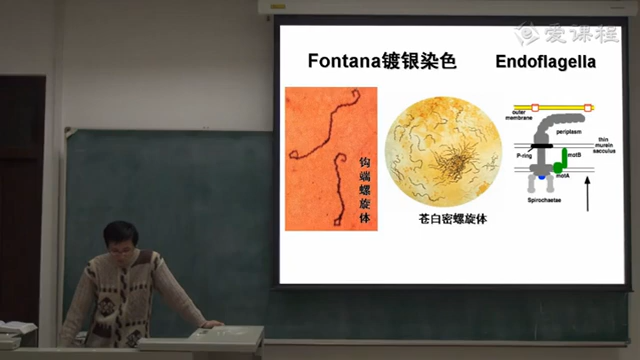 爱课程
Fontana镀银染色
Endoflagella
钩端螺旋体
苍白密螺旋体
outer
membrane
periplasm
thin
murein
sacculus
P-ring
motB
motA
Spirochaetae